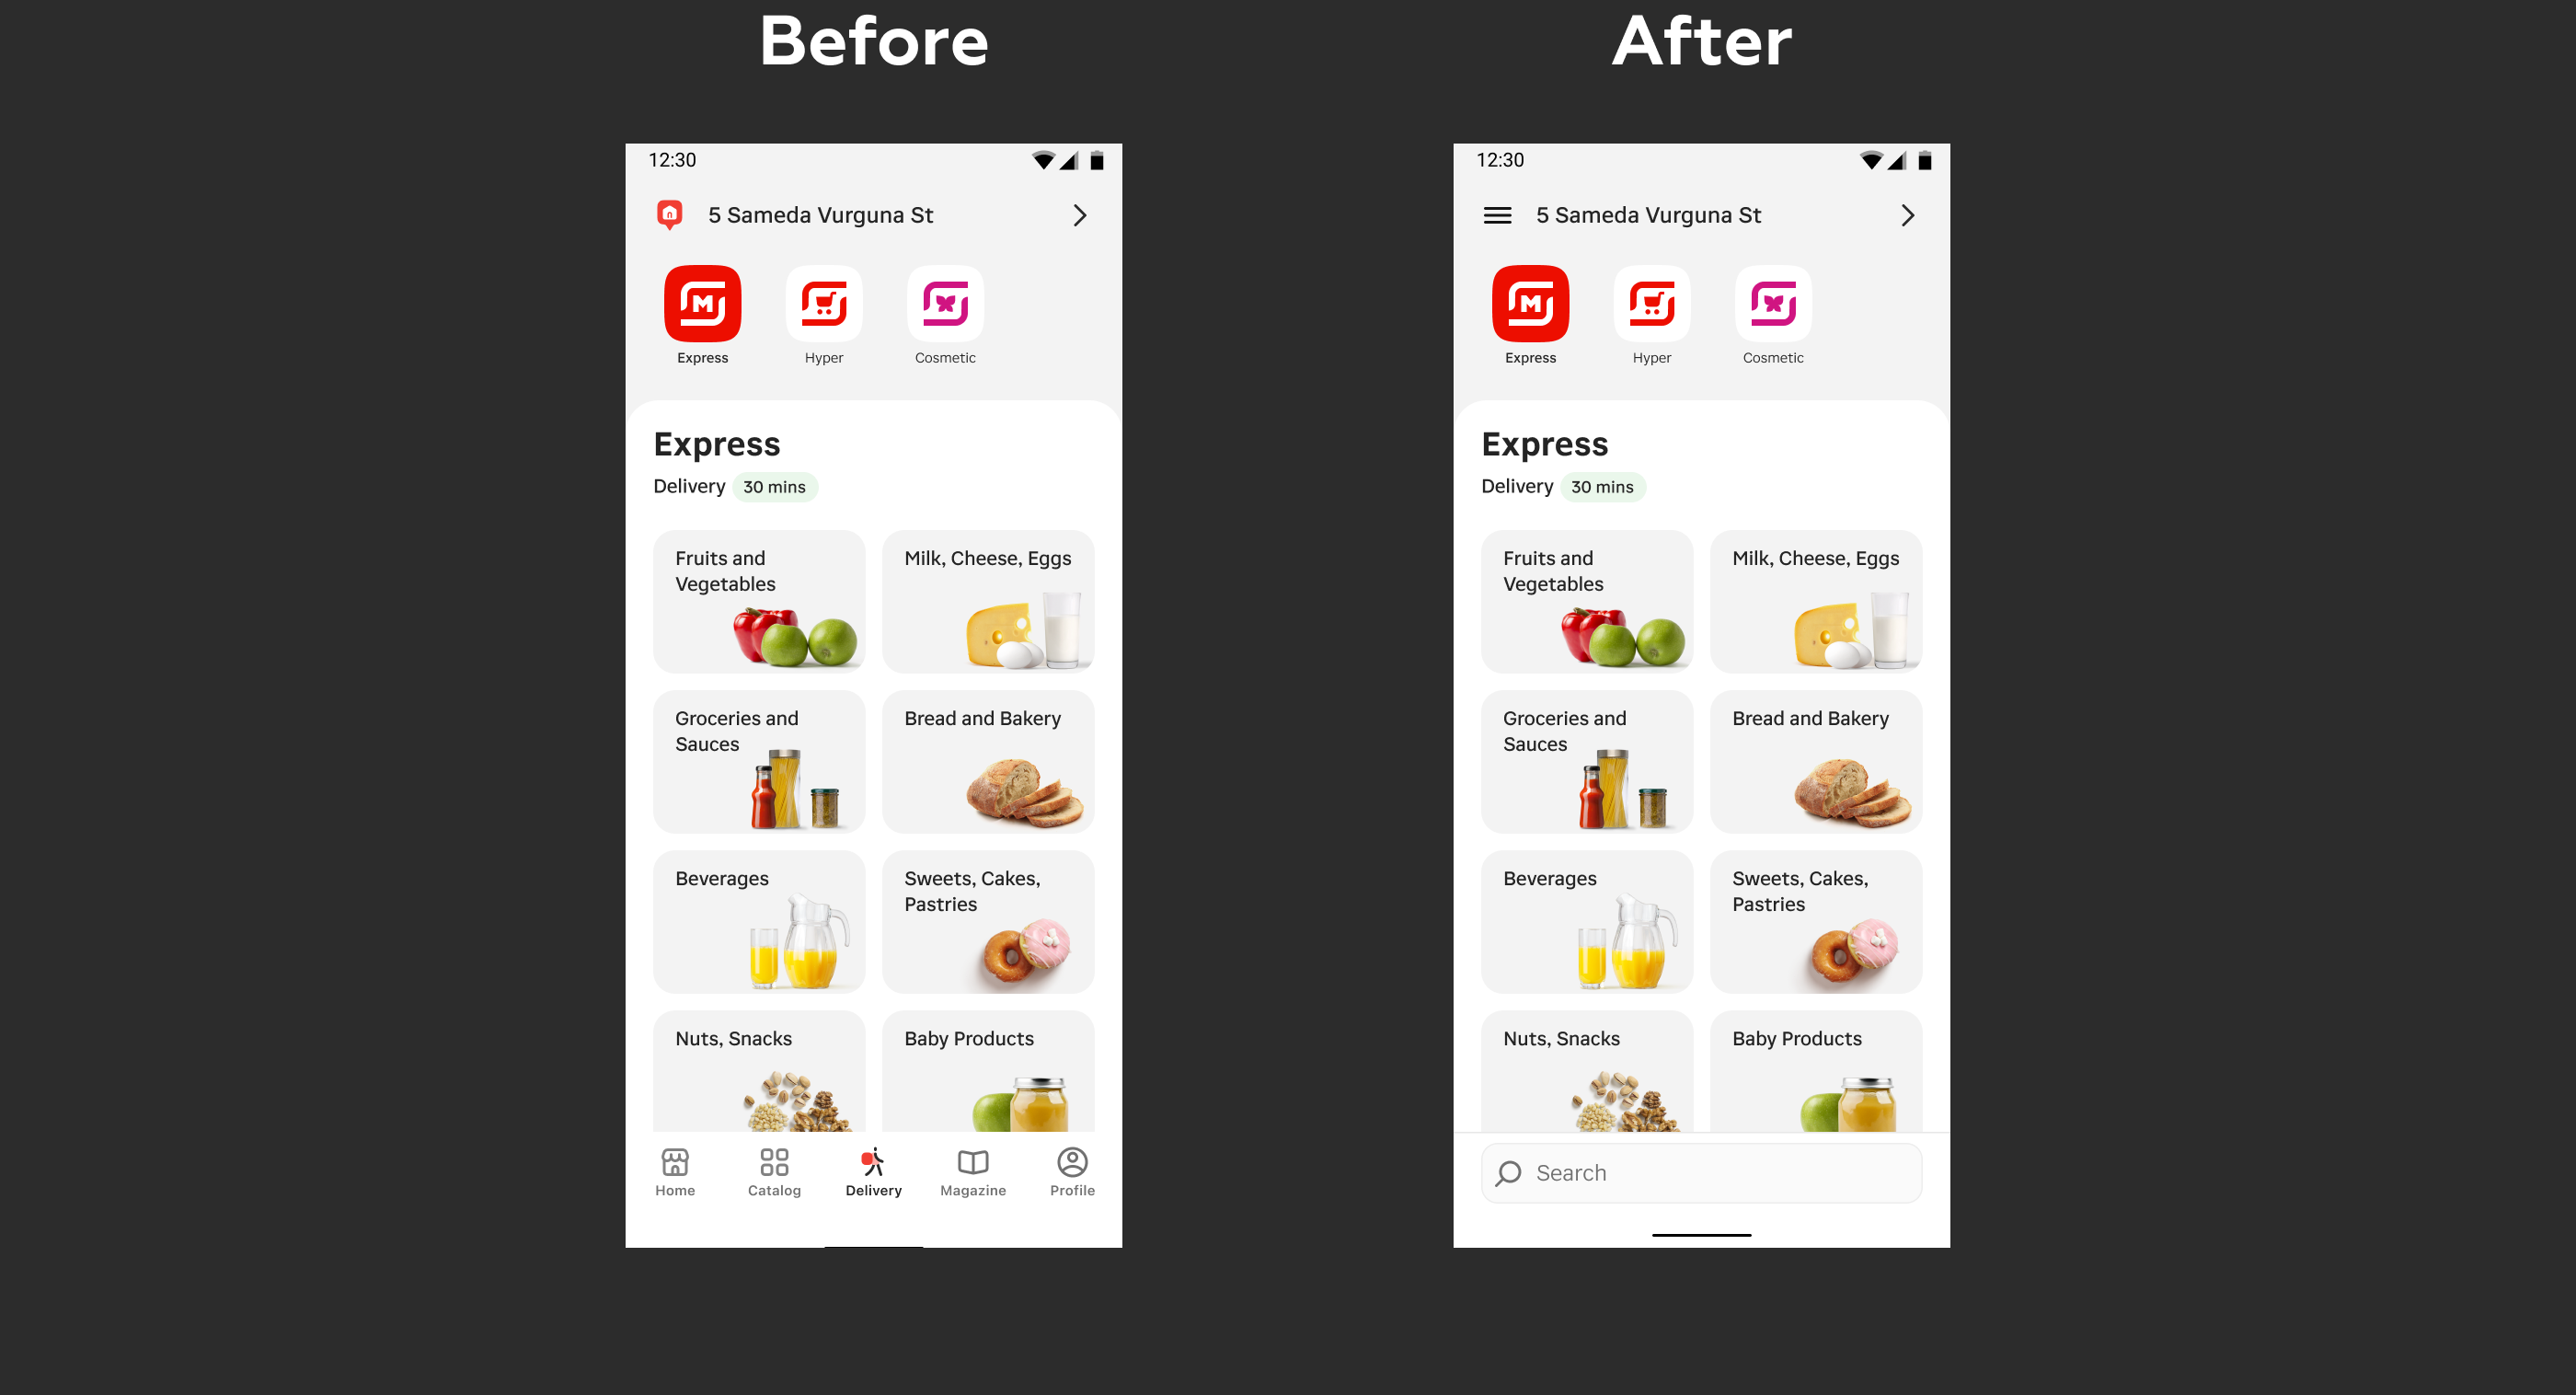 Before
After
12:30
5 Sameda Vurguna St
M
Express
Hyper
Cosmetic
Express
Delivery 30 mins
Fruits and
Vegetables
Milk, Cheese, Eggs
Groceries and
Sauces
Bread and Bakery
Beverages
Sweets, Cakes,
Pastries
Nuts, Snacks
Baby Products
Home
Catalog
Delivery
Magazine
Profile
12:30
5 Sameda Vurguna St
M
Express
Hyper
Cosmetic
Express
Delivery 30 mins
Fruits and
Vegetables
Milk, Cheese, Eggs
Groceries and
Sauces
Bread and Bakery
Beverages
Sweets, Cakes,
Pastries
Nuts, Snacks
Baby Products
Search